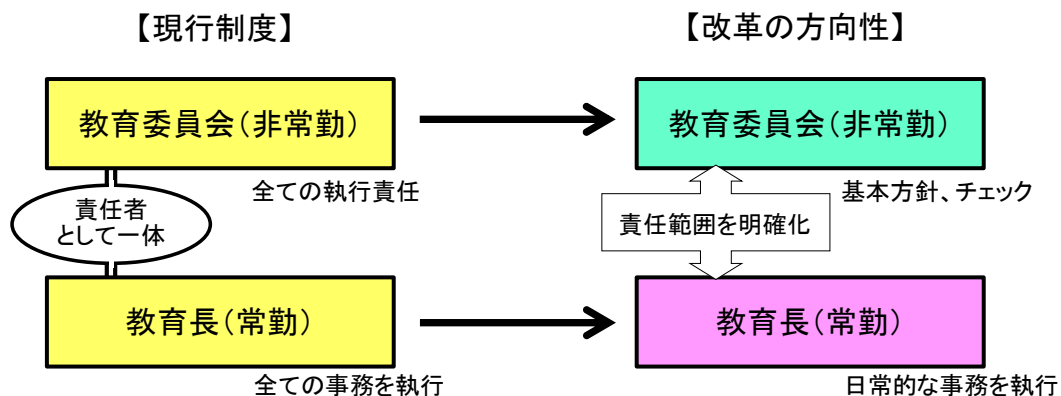 【現行制度】
【改革の方向性】
教育委員会（非常勤）
教育委員会（非常勤）
全ての執行責任
基本方針、チェック
責任者
として一体
責任範囲を明確化
教育長（常勤）
教育長（常勤）
全ての事務を執行
日常的な事務を執行